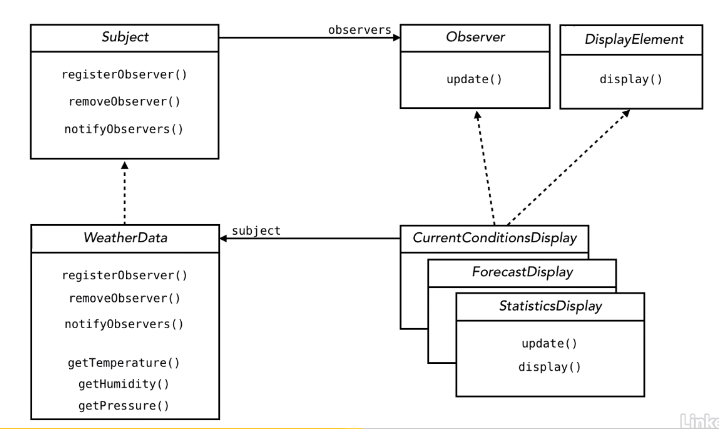 Subject
registerObserver()
removeObserver()
notifyObservers()
observers
Observer
update()
DisplayElement
display()
WeatherData
registerObserver()
removeObserver()
notifyObservers()
getTemperature()
getHumidity()
getPressure()
subject
CurrentConditionsDisplay
ForecastDisplay
StatisticsDisplay
update()
display()